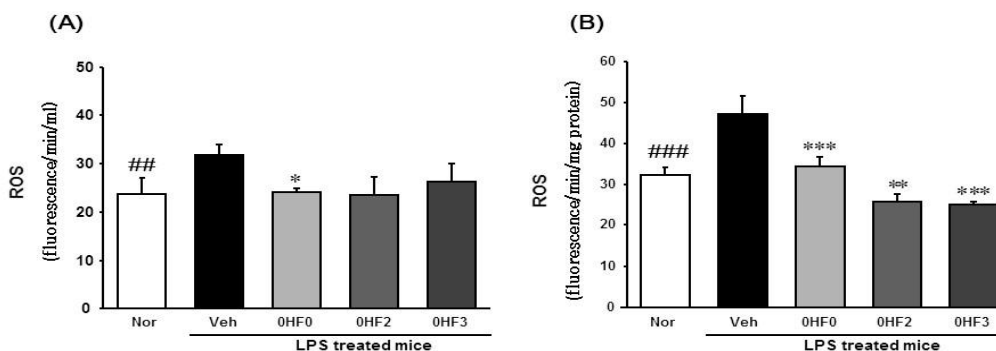 (A)
ROS
(fluorescence/min/ml)
50
40
30
20
10
0
##
*
Nor
Veh
0HF0
0HF2
0HF3
LPS treated mice
(B)
ROS
(fluorescence/min/mg protein)
60
50
40
30
20
10
0
###
***
**
***
Nor
Veh
0HF0
0HF2
0HF3
LPS treated mice